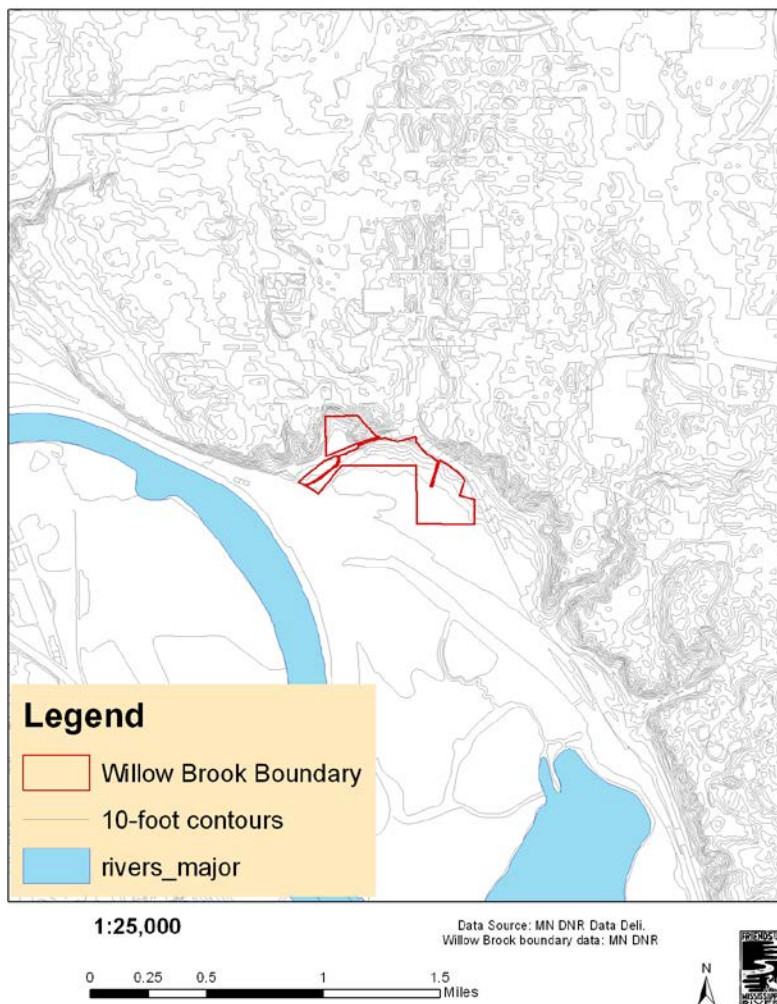 Legend
Willow Brook Boundary
10-foot contours
rivers_major
1:25,000
Data Source: MN DNR Data Deli.
Willow Brook boundary data: MN DNR
0 0.25 0.5 1 1.5
Miles
N
FRIENDS